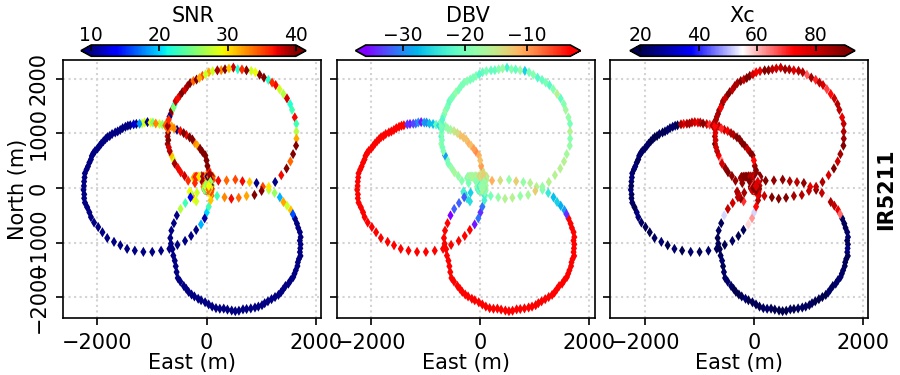 SNR DBV Xc
10 20 30 40 −30 −20 −10 20 40 60 80
2000
1000
0
−1000
−2000
North (m)
IR5211
−2000 0 2000 −2000 0 2000 −2000 0 2000
East (m) East (m) East (m)